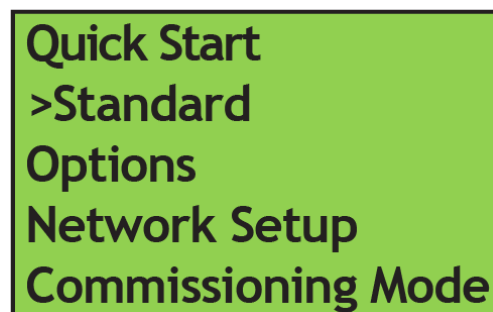 Quick Start
>Standard
Options
Network Setup
Commissioning Mode